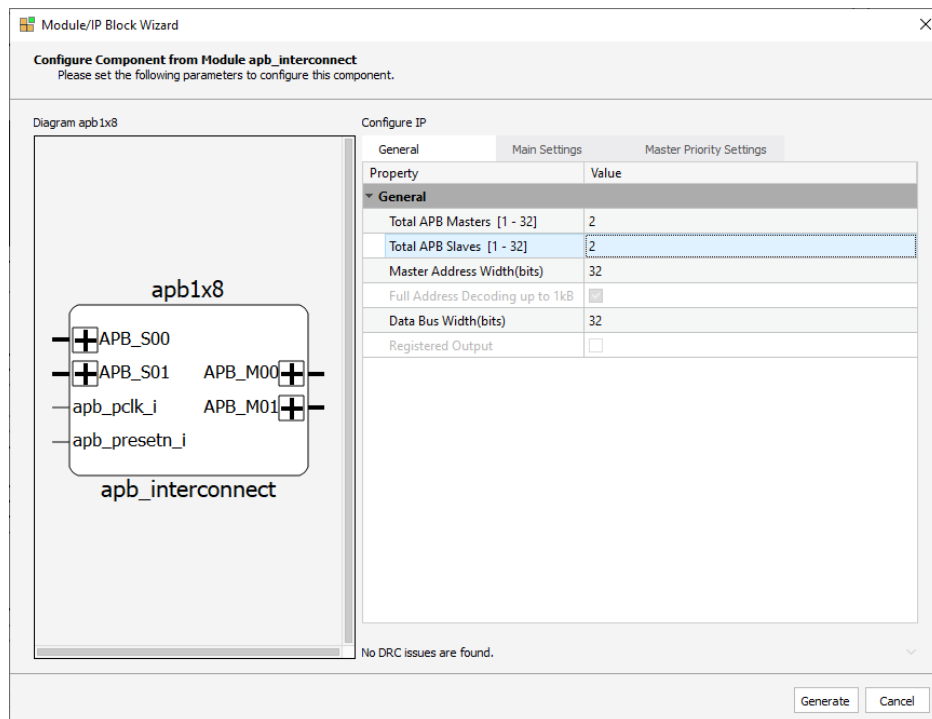 Module/IP Block Wizard
Configure Component from Module apb_interconnect
Please set the following parameters to configure this component.
Diagram apb1x8
apb1x8
APB_S00
APB_S01 APB_M00
apb_pclk_i APB_M01
apb_presetn_i
apb_interconnect
Configure IP
General Main Settings Master Priority Settings
Property Value
General
Total APB Masters [1 - 32] 2
Total APB Slaves [1 - 32] 2
Master Address Width(bits) 32
Full Address Decoding up to 1kB
Data Bus Width(bits) 32
Registered Output
No DRC issues are found.
Generate Cancel